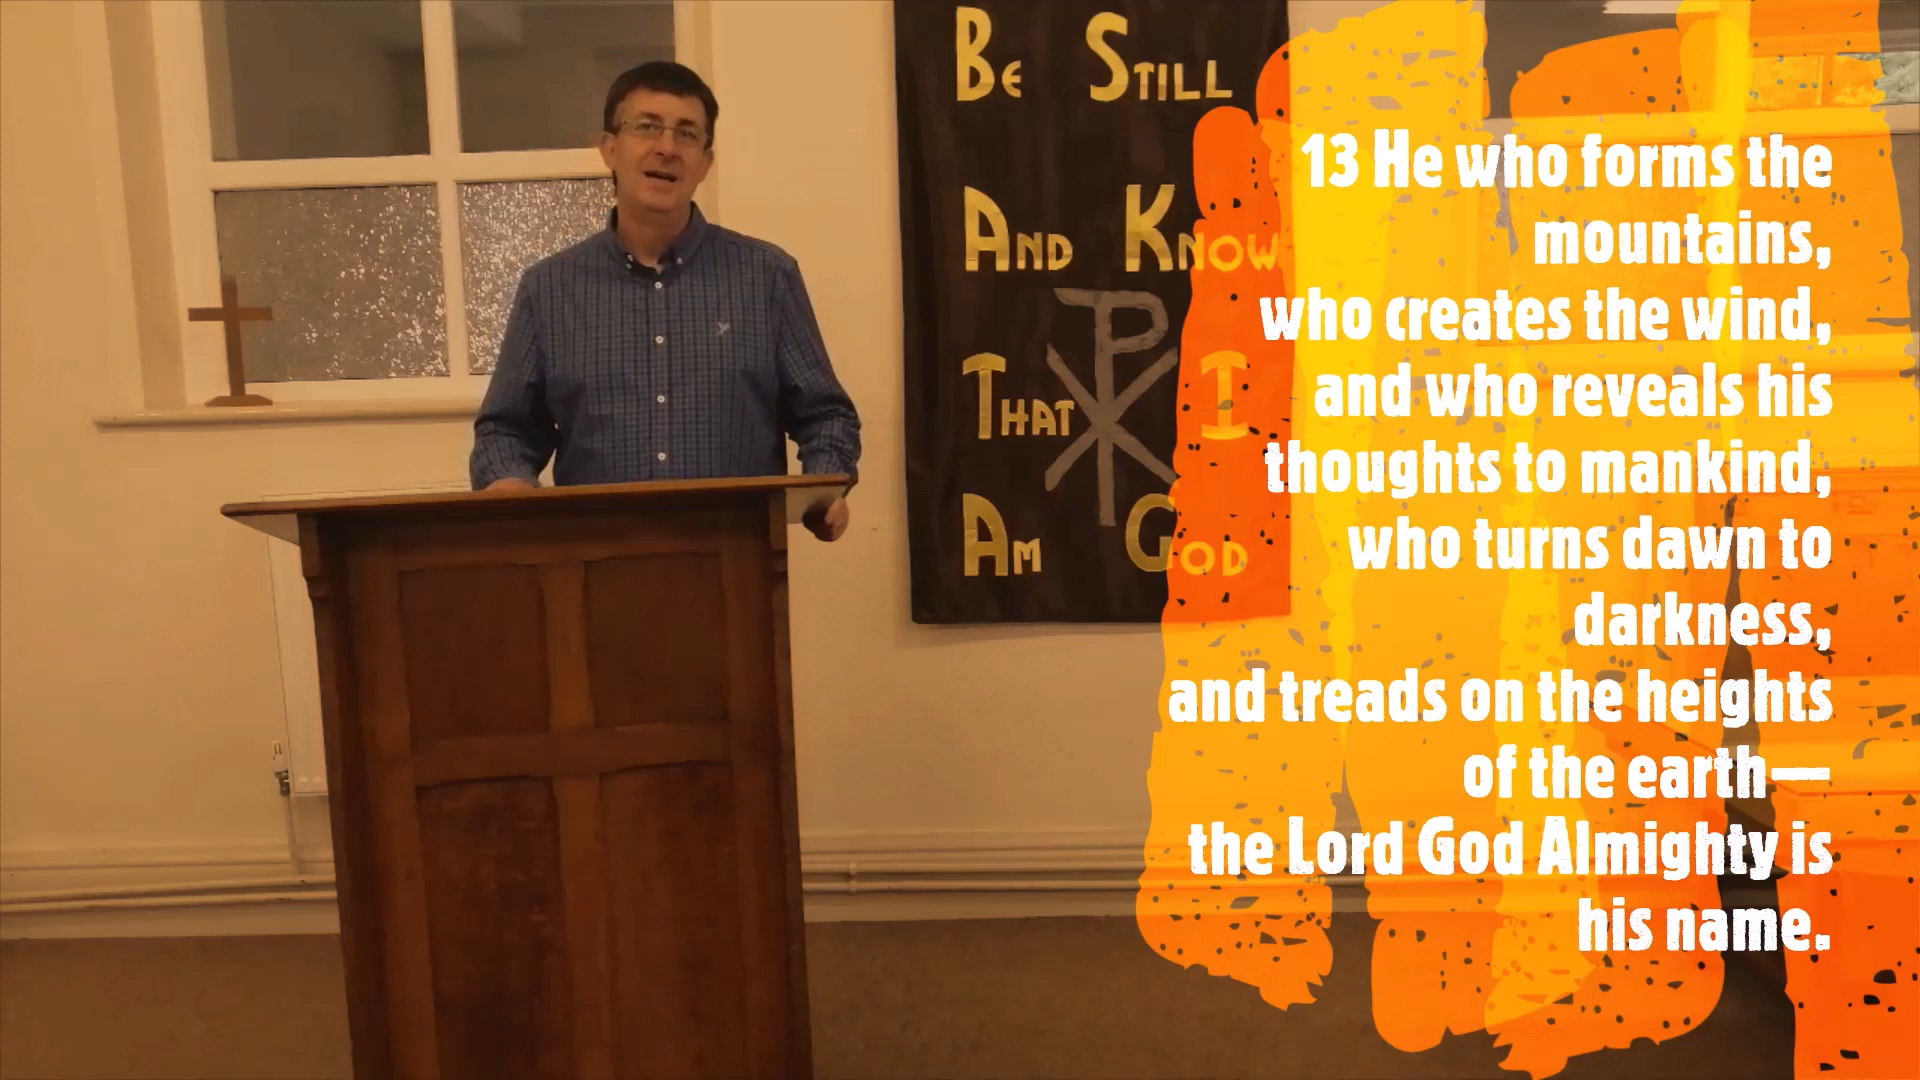 Be Still
And Know
That I
Am God
13 He who forms the
mountains,
who creates the wind,
and who reveals his
thoughts to mankind,
who turns dawn to
darkness,
and treads on the heights
of the earth—
the Lord God Almighty is
his name.